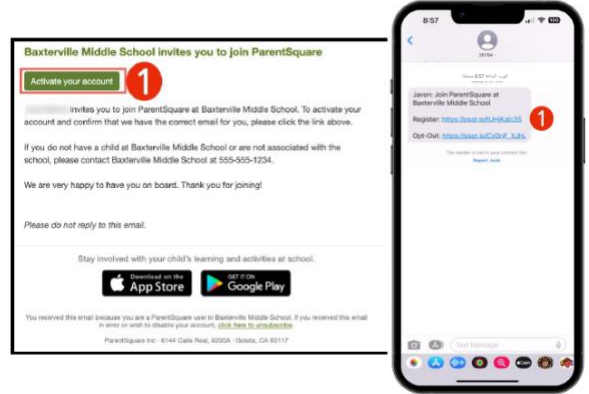 Baxterville Middle School invites you to join ParentSquare
Activate your account
1
invites you to join ParentSquare at Baxterville Middle School. To activate your
account and confirm that we have the correct email for you, please click the link above.
If you do not have a child at Baxterville Middle School or are not associated with the
school, please contact Baxterville Middle School at 555-555-1234.
We are very happy to have you on board. Thank you for joining!
Please do not reply to this email.
Stay involved with your child's learning and activities at school.
Download on the
App Store
GET IT ON
Google Play
You received this email because you are a ParentSquare user in Baxterville Middle School. If you received this email
in error or wish to disable your account, click here to unsubscribe.
ParentSquare Inc · 6144 Calle Real, #200A · Goleta, CA 93117
8:57
Javen: Join ParentSquare at
Baxterville Middle School
Register:
1
Opt-Out:
The sender is not in your contact list.
Report Junk
Text Message